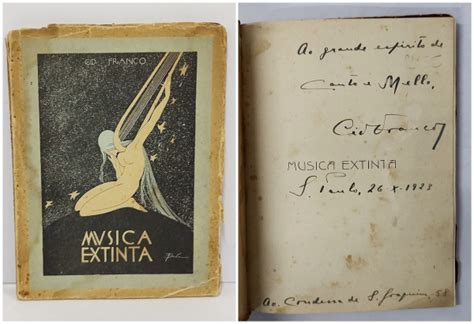 CID FRANCO
MVSICA
EXTINTA
Ao grande espirito de
Canto e Mello,
Cid Franco
MUSICA EXTINTA
S. Paulo, 26 X - 1923
Av. Condessa de S. Joaquim, 58